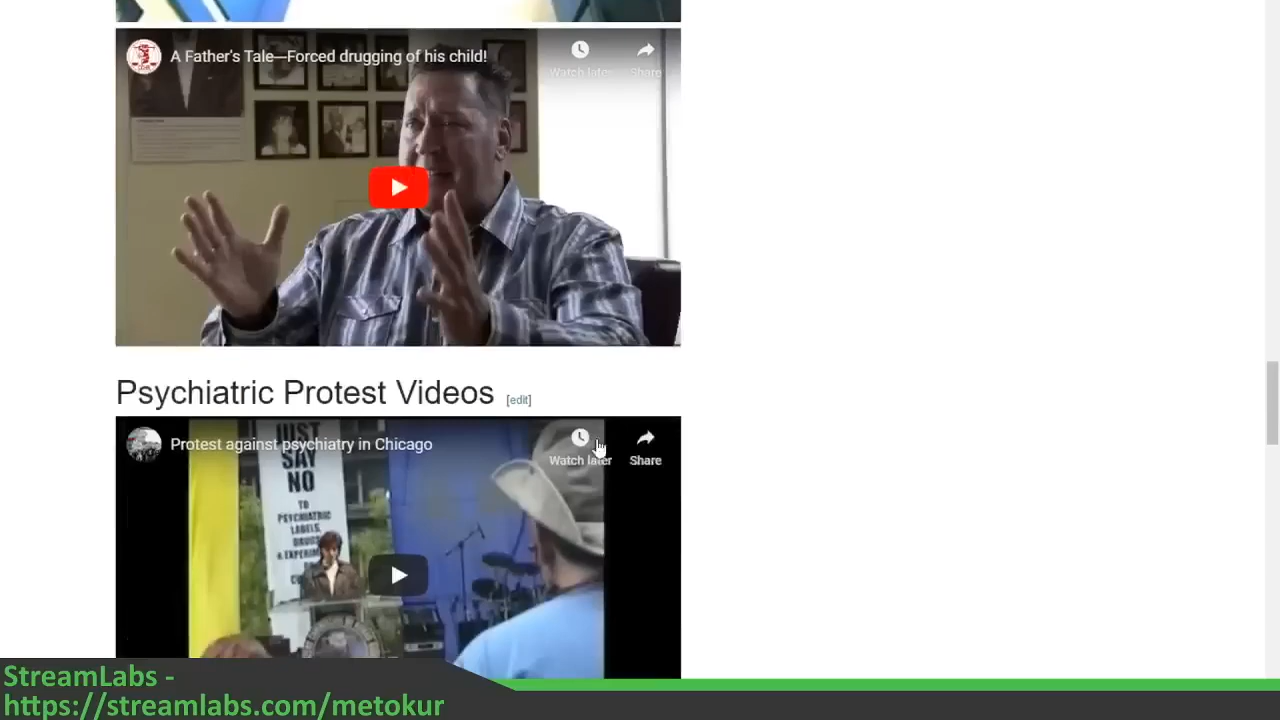 A Father's Tale—Forced drugging of his child!
Watch later
Share
Psychiatric Protest Videos [edit]
Protest against psychiatry in Chicago
Watch later
Share
JUST
SAY
NO
TO
PSYCHIATRIC
LABELS,
DRUGS
& EXPERIM
StreamLabs -
https://streamlabs.com/metokur